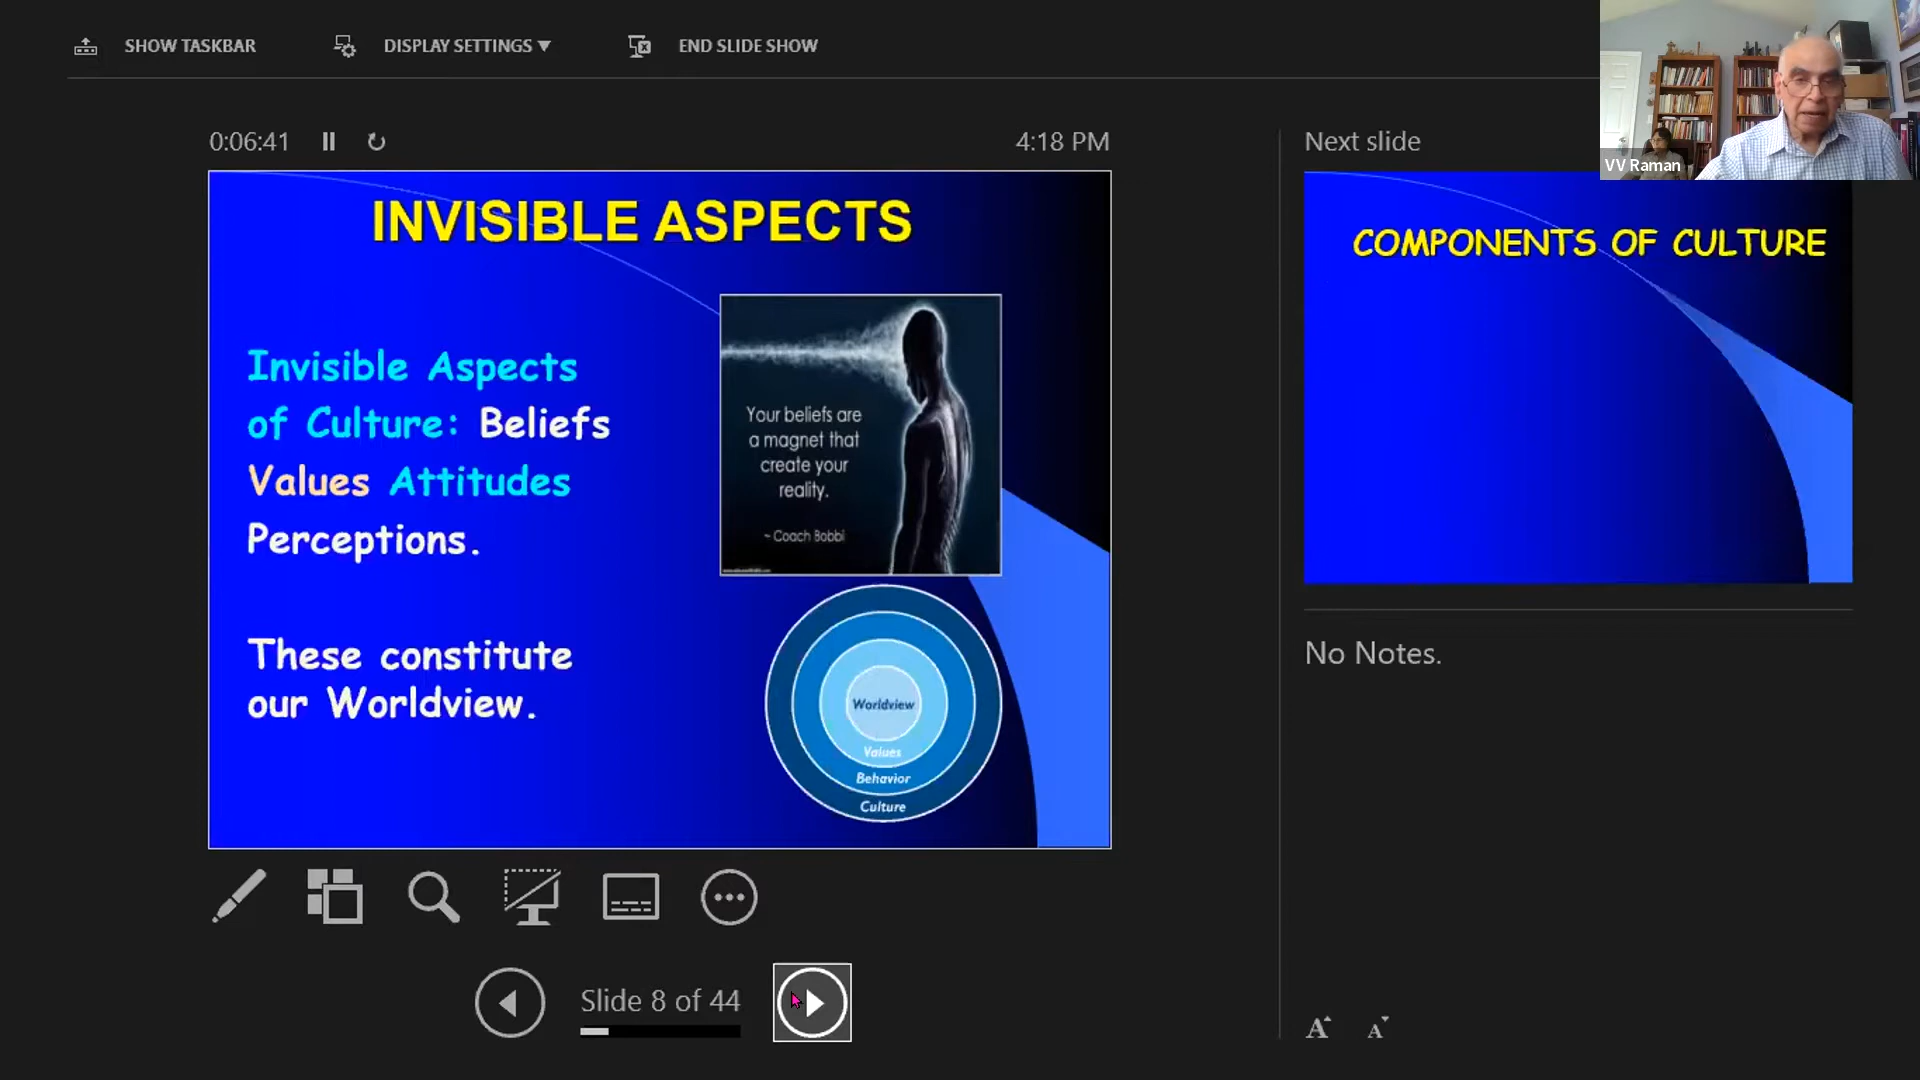 SHOW TASKBAR
DISPLAY SETTINGS ▼
END SLIDE SHOW
VV Raman
0:06:41
4:18 PM
Next slide
INVISIBLE ASPECTS
Invisible Aspects
of Culture: Beliefs
Values Attitudes
Perceptions.
These constitute
our Worldview.
Your beliefs are
a magnet that
create your
reality.
~ Coach Bobbi
Worldview
Values
Behavior
Culture
COMPONENTS OF CULTURE
No Notes.
Slide 8 of 44
A A